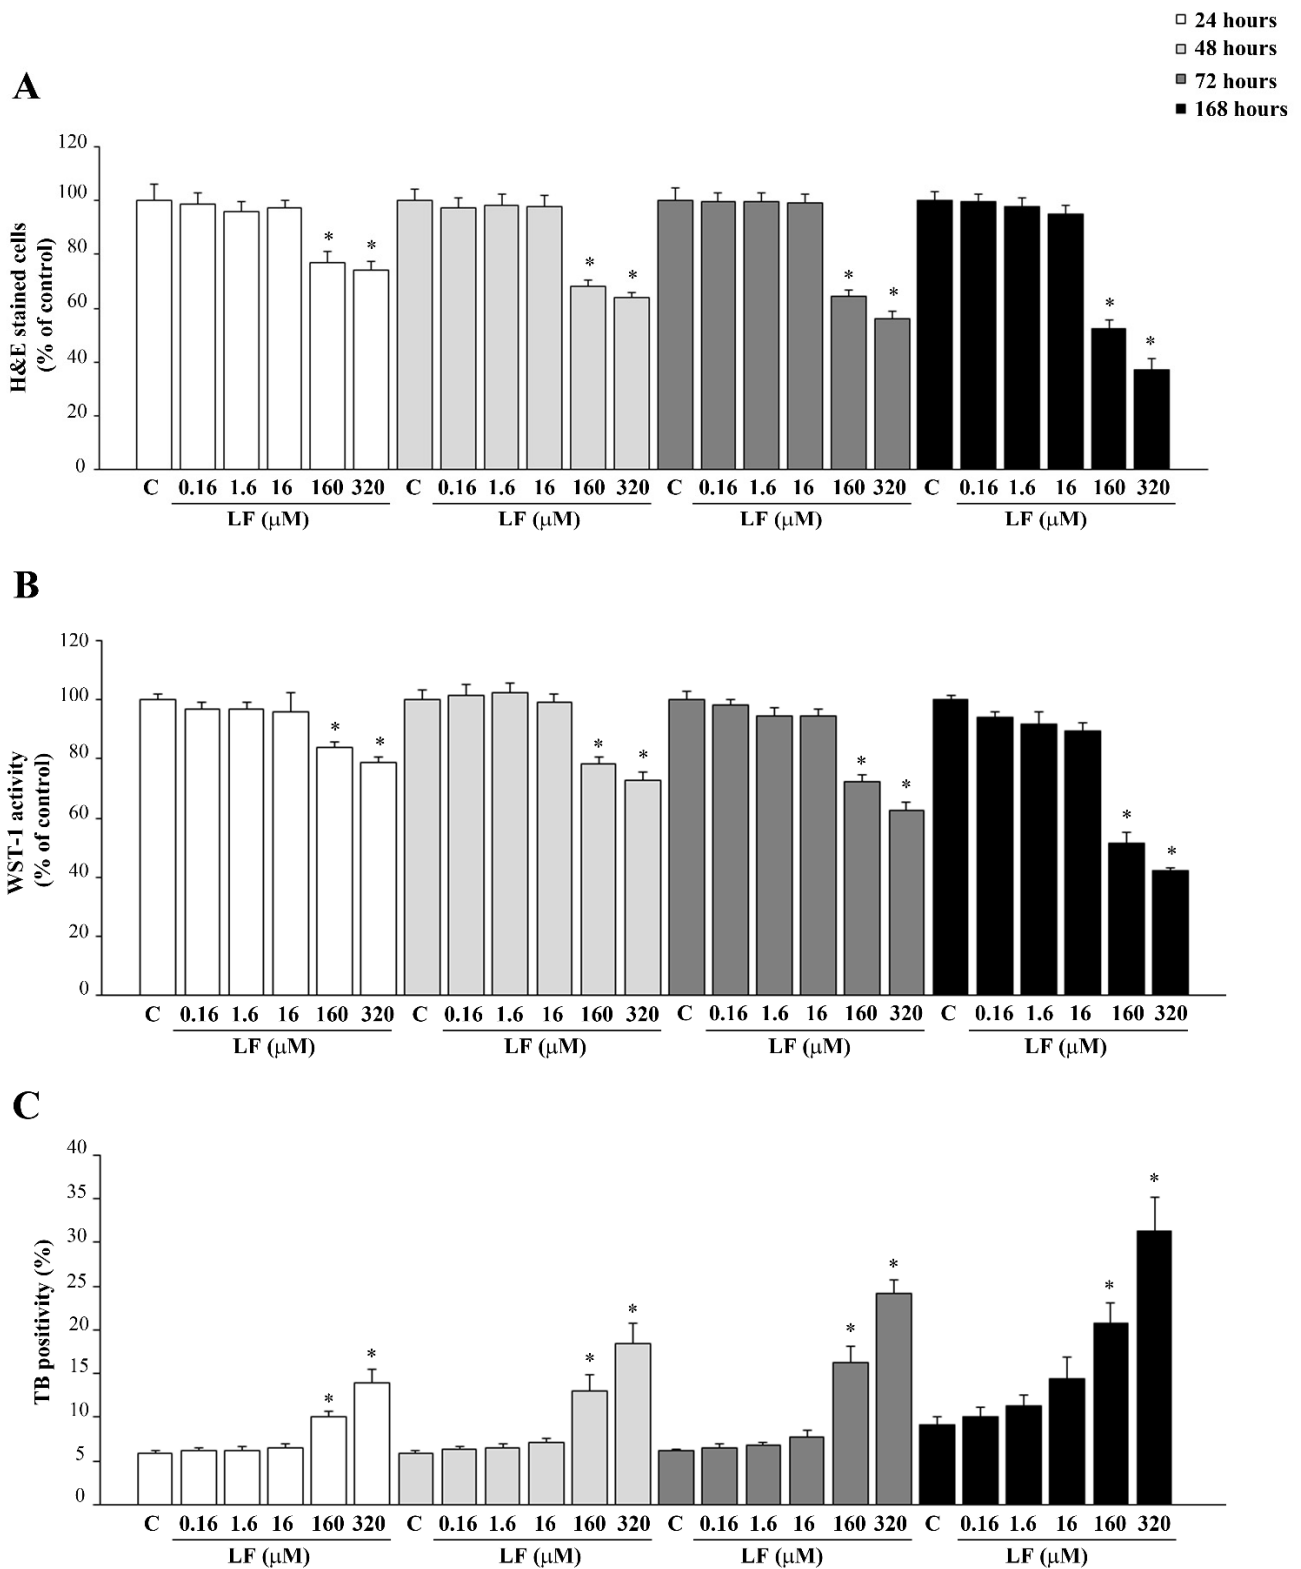 24 hours
48 hours
72 hours
168 hours
A
120
100
80
60
40
20
0
H&E stained cells
(% of control)
* * * * * * * *
C 0.16 1.6 16 160 320 C 0.16 1.6 16 160 320 C 0.16 1.6 16 160 320 C 0.16 1.6 16 160 320
LF (μM) LF (μM) LF (μM) LF (μM)
B
120
100
80
60
40
20
0
WST-1 activity
(% of control)
* * * * * * * *
C 0.16 1.6 16 160 320 C 0.16 1.6 16 160 320 C 0.16 1.6 16 160 320 C 0.16 1.6 16 160 320
LF (μM) LF (μM) LF (μM) LF (μM)
C
40
35
30
25
20
15
10
5
0
TB positivity (%)
* * * * * * * *
C 0.16 1.6 16 160 320 C 0.16 1.6 16 160 320 C 0.16 1.6 16 160 320 C 0.16 1.6 16 160 320
LF (μM) LF (μM) LF (μM) LF (μM)